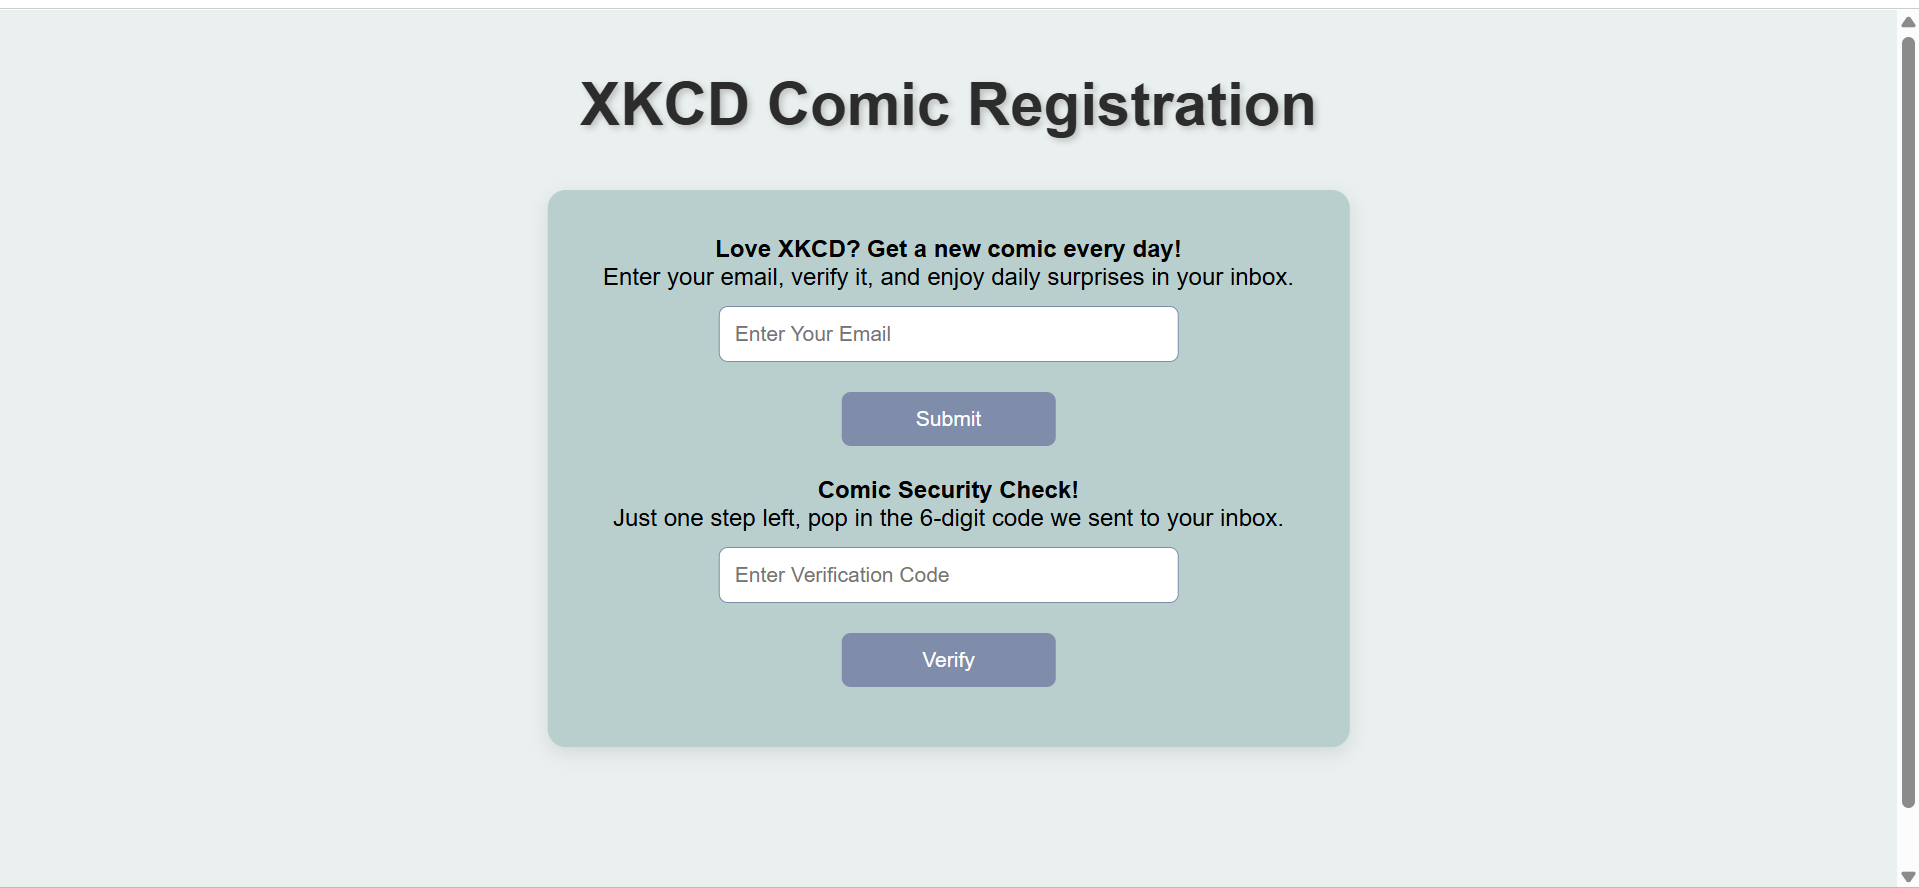 XKCD Comic Registration
Love XKCD? Get a new comic every day!
Enter your email, verify it, and enjoy daily surprises in your inbox.
Enter Your Email
Submit
Comic Security Check!
Just one step left, pop in the 6-digit code we sent to your inbox.
Enter Verification Code
Verify